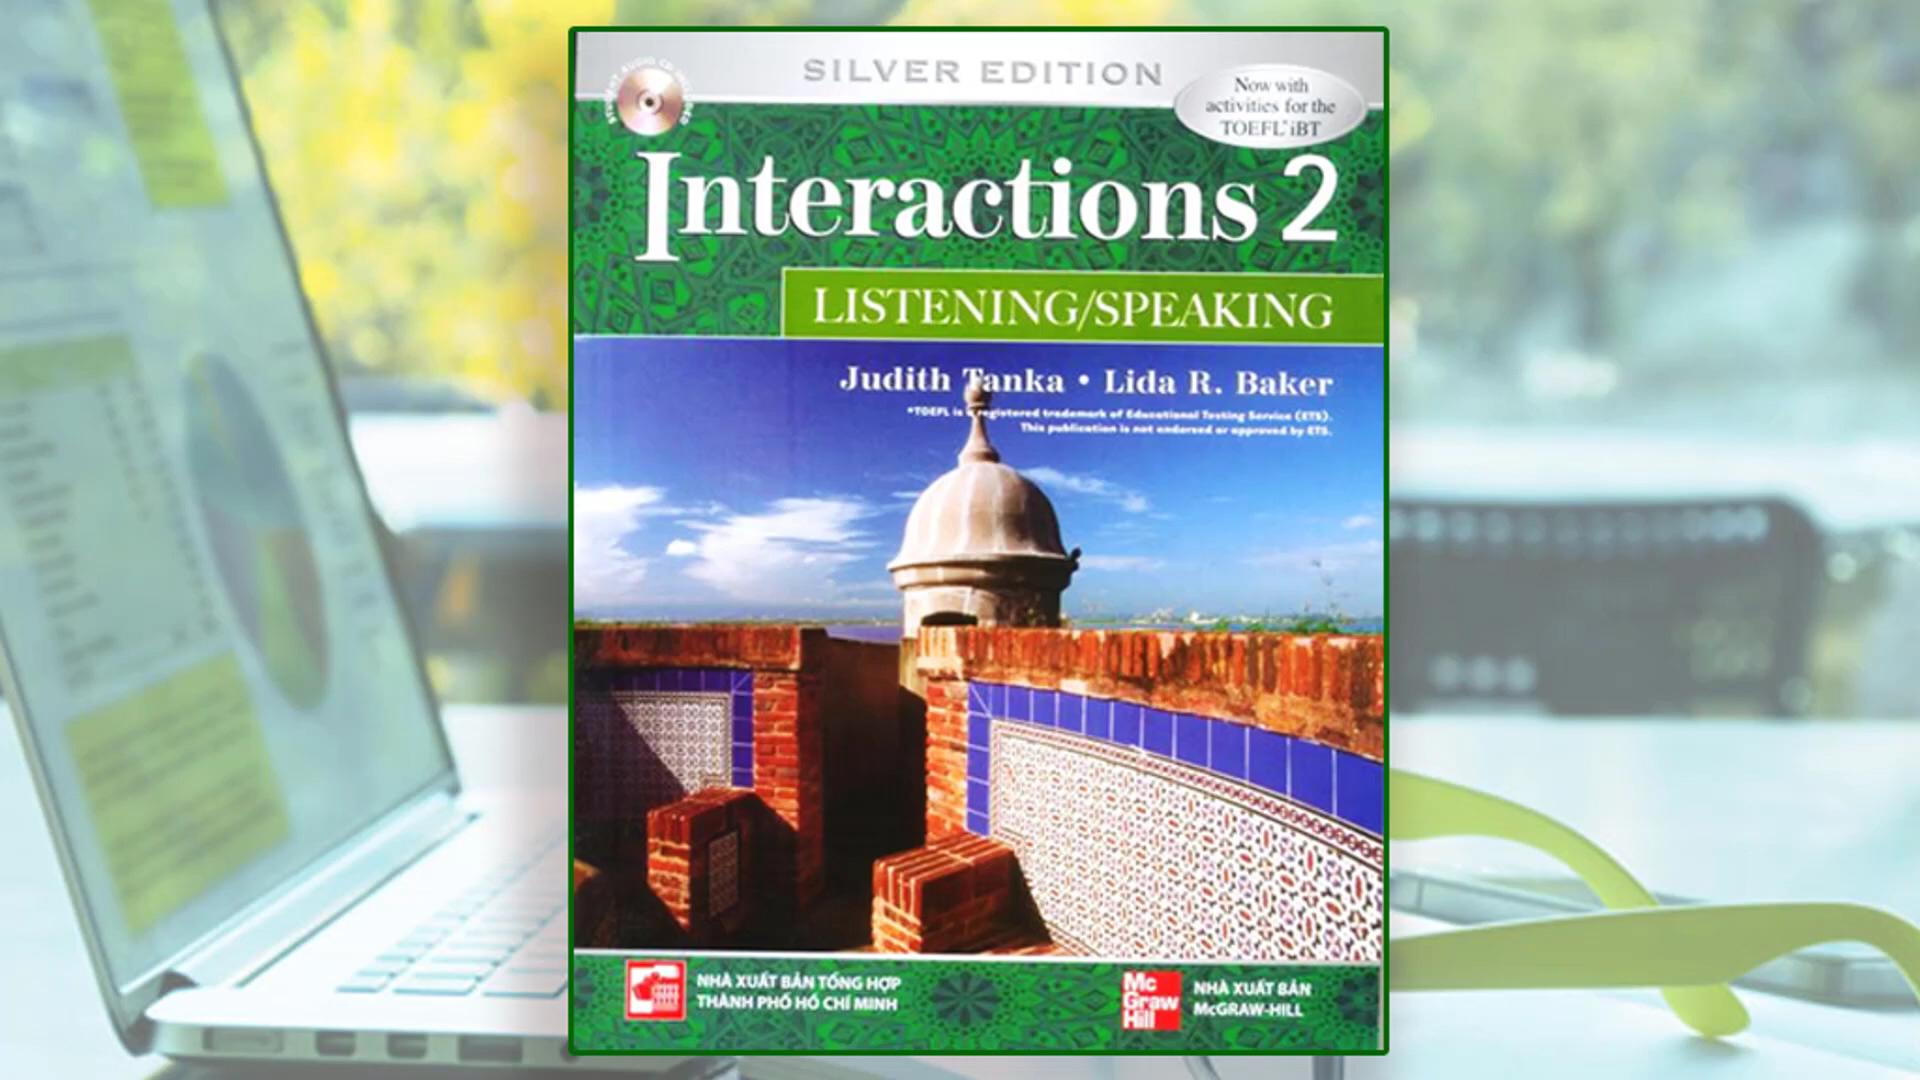 SILVER EDITION
Now with
activities for the
TOEFL® iBT
Interactions 2
LISTENING/SPEAKING
Judith Tanka • Lida R. Baker
*TOEFL is a registered trademark of Educational Testing Service (ETS).
This publication is not endorsed or approved by ETS.
NHÀ XUẤT BẢN TỔNG HỢP
THÀNH PHỐ HỒ CHÍ MINH
Mc
Graw
Hill
NHÀ XUẤT BẢN
McGRAW-HILL